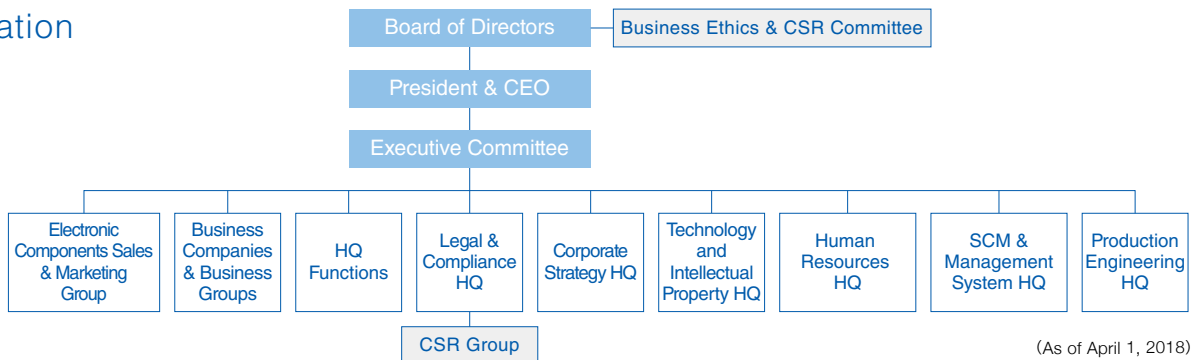 ation
Board of Directors
Business Ethics & CSR Committee
President & CEO
Executive Committee
Electronic
Components Sales
& Marketing
Group
Business
Companies
& Business
Groups
HQ
Functions
Legal &
Compliance
HQ
Corporate
Strategy HQ
Technology
and
Intellectual
Property HQ
Human
Resources
HQ
SCM &
Management
System HQ
Production
Engineering
HQ
CSR Group
(As of April 1, 2018)